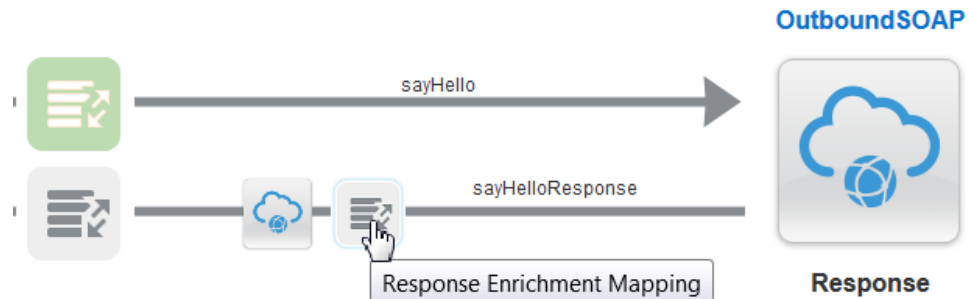 OutboundSOAP
sayHello
sayHelloResponse
Response Enrichment Mapping
Response